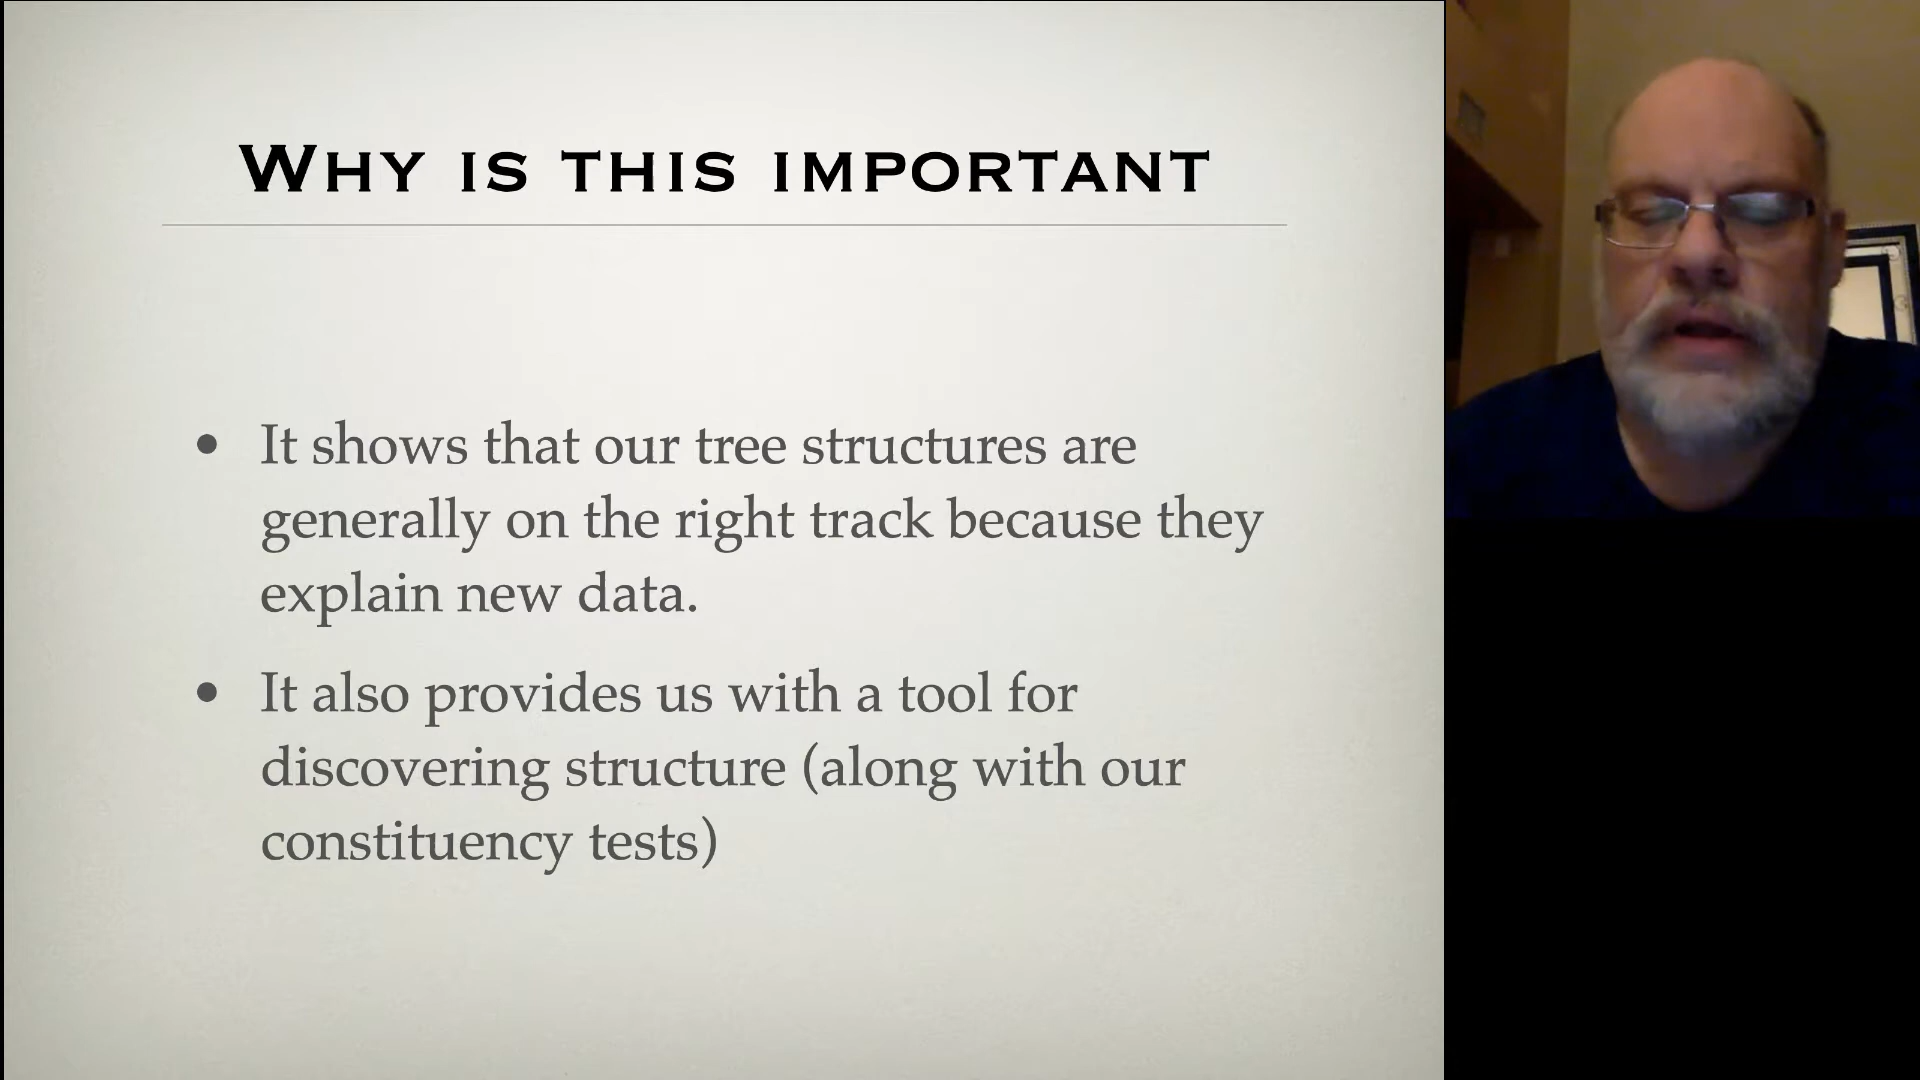 WHY IS THIS IMPORTANT
• It shows that our tree structures are
generally on the right track because they
explain new data.
• It also provides us with a tool for
discovering structure (along with our
constituency tests)